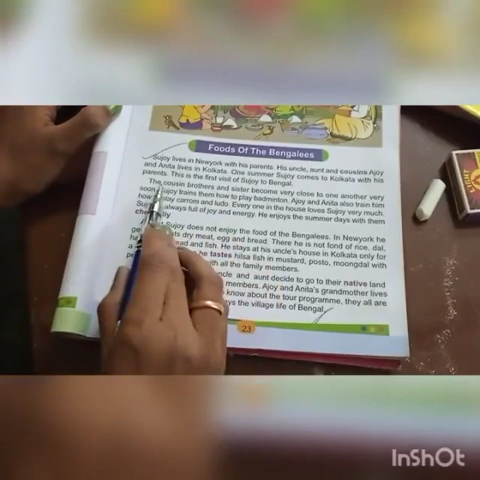 Foods Of The Bengalees
Sujoy lives in Newyork with his parents. His uncle, aunt and cousins Ajoy
and Anita lives in Kolkata. One summer Sujoy comes to Kolkata with his
parents. This is the first visit of Sujoy to Bengal.
The cousin brothers and sister become very close to one another very
soon. Sujoy trains them how to play badminton. Ajoy and Anita also train him
how play carroms and ludo. Every one in the house loves Sujoy very much.
always full of joy and energy. He enjoys the summer days with them
Sujoy does not enjoy the food of the Bengalees. In Newyork he
eats dry meat, egg and bread. There he is not fond of rice, dal,
and fish. He stays at his uncle's house in Kolkata only for
he tastes hilsa fish in mustard, posto, moongdal with
all the family members.
and aunt decide to go to their native land
members. Ajoy and Anita's grandmother lives
know about the tour programme, they all are
the village life of Bengal.
23
InShOt